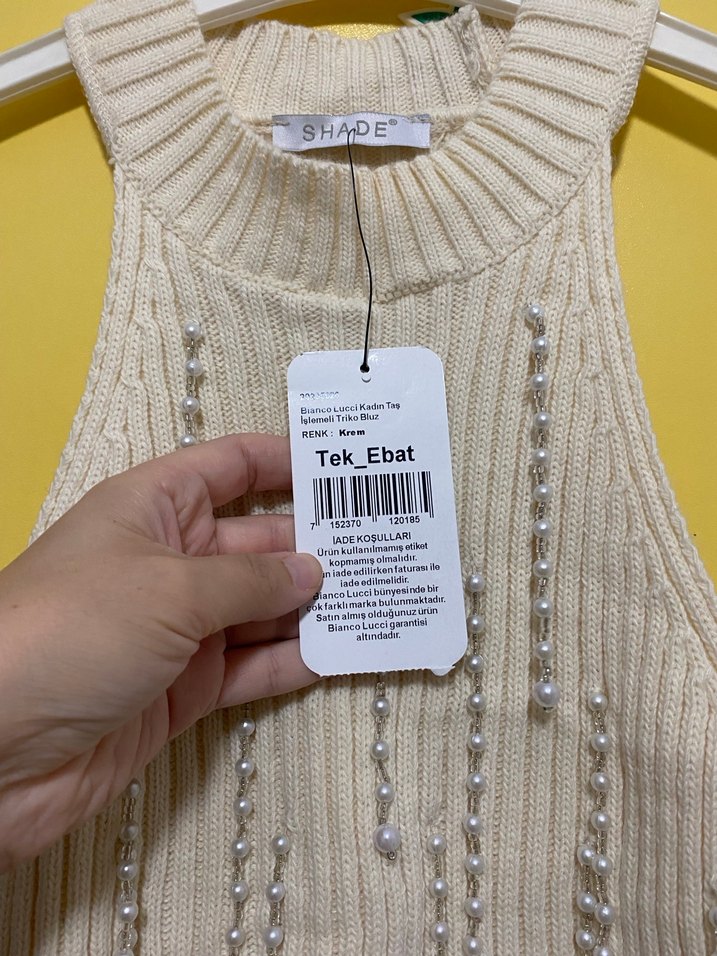 SHADE®
Bianco Lucci Kadın Taş
İşlemeli Triko Bluz
RENK : Krem
Tek_Ebat
7 152370 120185
İADE KOŞULLARI
Ürün kullanılmamış etiket
kopmamış olmalıdır.
iade edilirken faturası ile
iade edilmelidir.
Bianco Lucci bünyesinde bir
çok farklı marka bulunmaktadır.
Satın almış olduğunuz ürün
Bianco Lucci garantisi
altındadır.